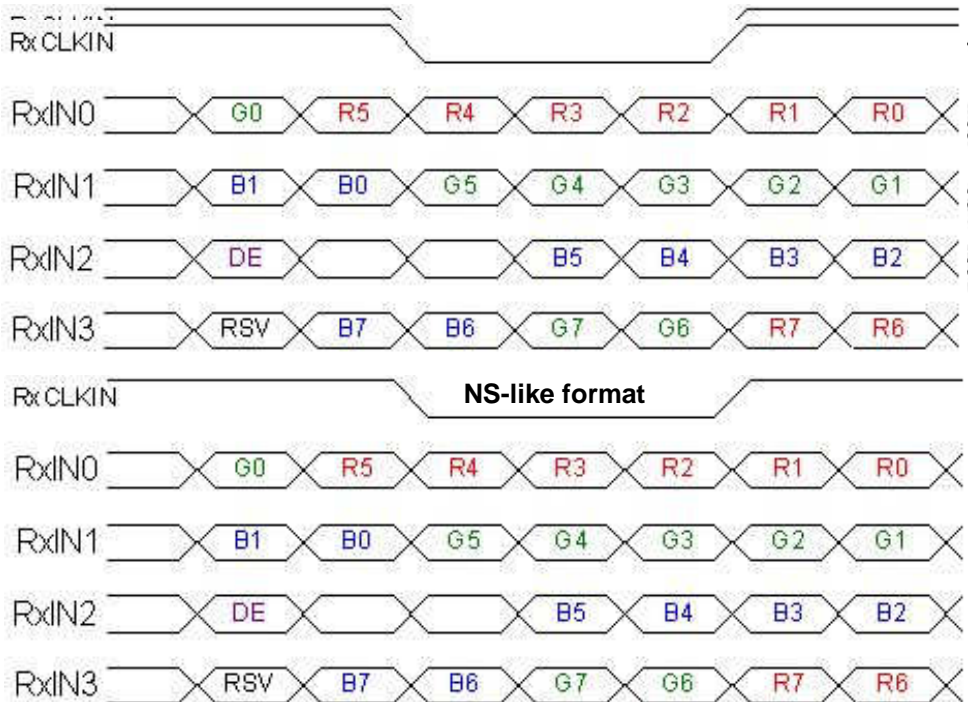 Rx CLKIN
RxIN0 G0 R5 R4 R3 R2 R1 R0
RxIN1 B1 B0 G5 G4 G3 G2 G1
RxIN2 DE B5 B4 B3 B2
RxIN3 RSV B7 B6 G7 G6 R7 R6
Rx CLKIN NS-like format
RxIN0 G0 R5 R4 R3 R2 R1 R0
RxIN1 B1 B0 G5 G4 G3 G2 G1
RxIN2 DE B5 B4 B3 B2
RxIN3 RSV B7 B6 G7 G6 R7 R6